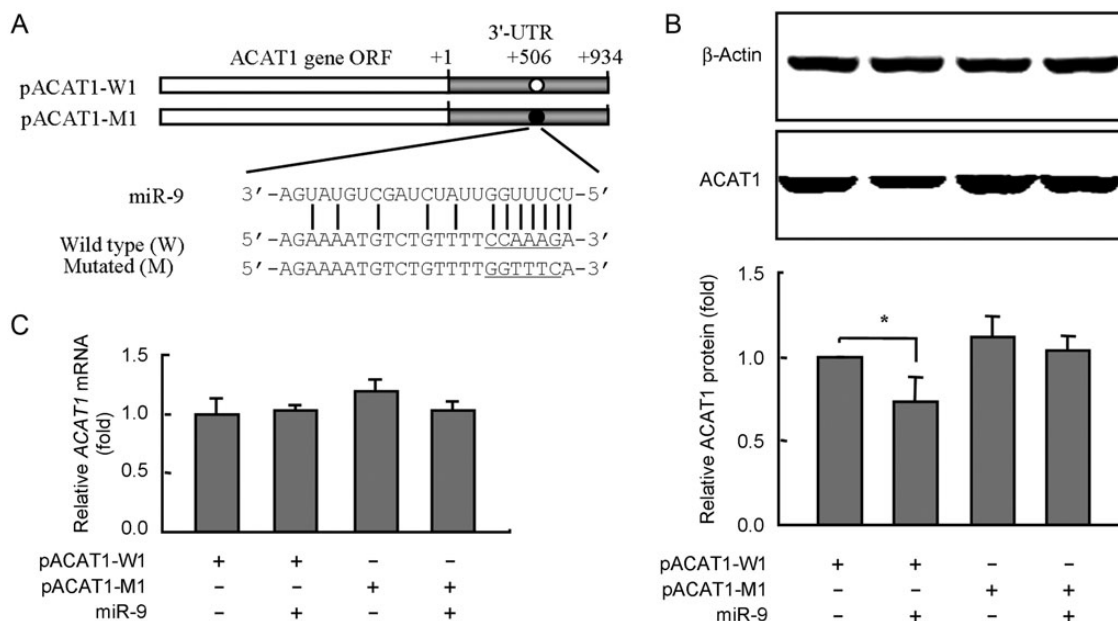 A
3'-UTR
ACAT1 gene ORF +1 +506 +934
pACAT1-W1
pACAT1-M1
miR-9 3′-AGUAUGUCGAUCUAUUGGUUUCU-5′
Wild type (W) 5′-AGAAAATGTCTGTTTTCCAAAGA-3′
Mutated (M) 5′-AGAAAATGTCTGTTTTGGTTTCA-3′
B
β-Actin
ACAT1
Relative ACAT1 protein (fold)
1.5
1.0
0.5
0.0
*
pACAT1-W1 + + – –
pACAT1-M1 – – + +
miR-9 – + – +
C
Relative ACAT1 mRNA
(fold)
1.5
1.0
0.5
0.0
pACAT1-W1 + + – –
pACAT1-M1 – – + +
miR-9 – + – +